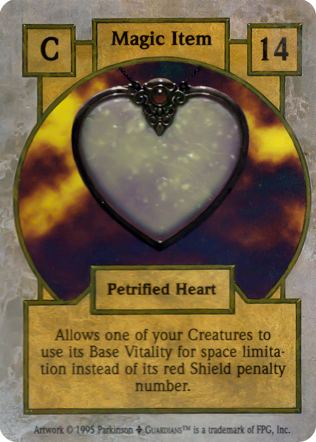 C
Magic Item
14
Petrified Heart
Allows one of your Creatures to
use its Base Vitality for space limita-
tion instead of its red Shield penalty
number.
Artwork © 1995 Parkinson ✥ GUARDIANS™ is a trademark of FPG, Inc.